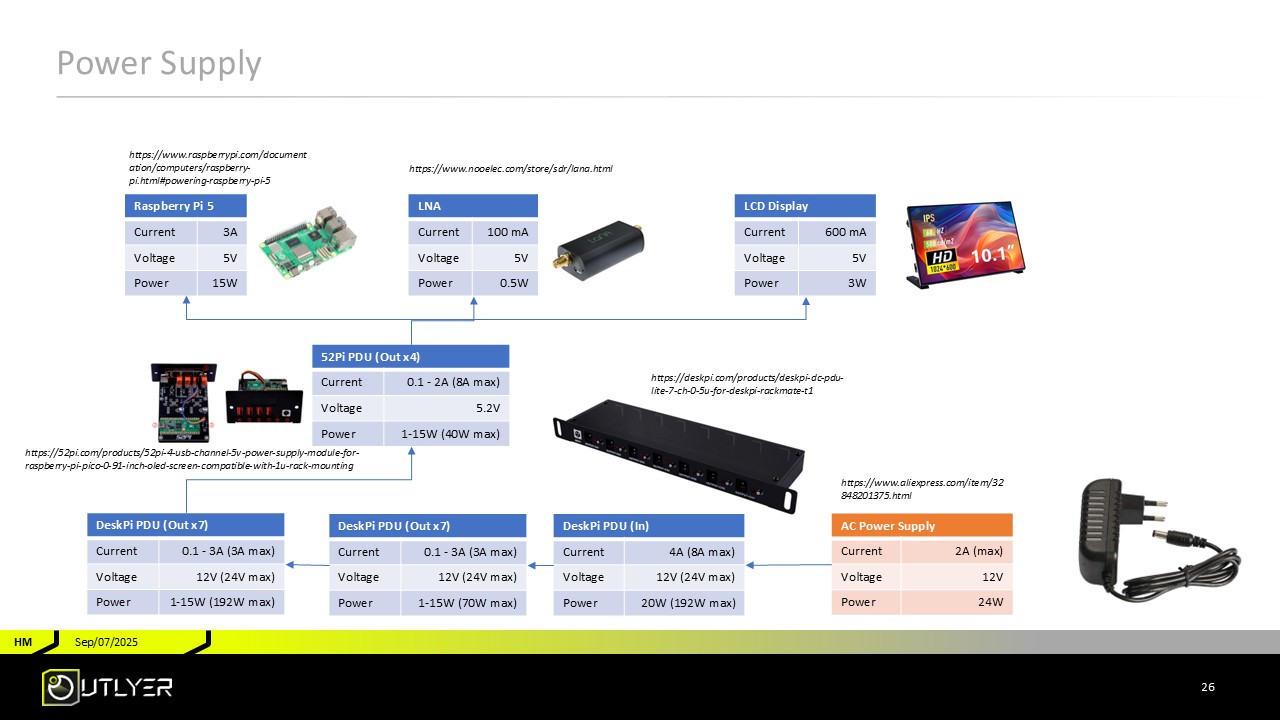 Power Supply
https://www.raspberrypi.com/document
ation/computers/raspberry-
pi.html#powering-raspberry-pi-5
https://www.nooelec.com/store/sdr/lana.html
Raspberry Pi 5
Current 3A
Voltage 5V
Power 15W
LNA
Current 100 mA
Voltage 5V
Power 0.5W
LCD Display
Current 600 mA
Voltage 5V
Power 3W
IPS
HD
1024*600
10.1"
52Pi PDU (Out x4)
Current 0.1 - 2A (8A max)
Voltage 5.2V
Power 1-15W (40W max)
https://52pi.com/products/52pi-4-usb-channel-5v-power-supply-module-for-
raspberry-pi-pico-0-91-inch-oled-screen-compatible-with-1u-rack-mounting
https://deskpi.com/products/deskpi-dc-pdu-
lite-7-ch-0-5u-for-deskpi-rackmate-t1
https://www.aliexpress.com/item/32
848201375.html
DeskPi PDU (Out x7)
Current 0.1 - 3A (3A max)
Voltage 12V (24V max)
Power 1-15W (192W max)
DeskPi PDU (Out x7)
Current 0.1 - 3A (3A max)
Voltage 12V (24V max)
Power 1-15W (70W max)
DeskPi PDU (In)
Current 4A (8A max)
Voltage 12V (24V max)
Power 20W (192W max)
AC Power Supply
Current 2A (max)
Voltage 12V
Power 24W
HM
Sep/07/2025
OUTLYER
26